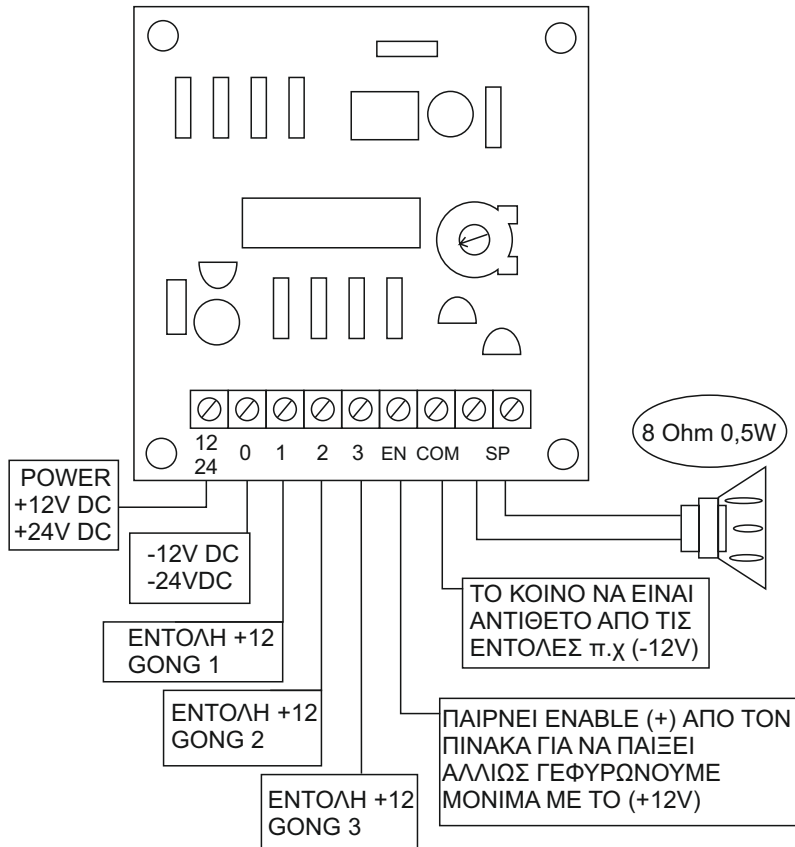 12
24
0
1
2
3
EN
COM
SP
8 Ohm 0,5W
POWER
+12V DC
+24V DC
-12V DC
-24VDC
ΕΝΤΟΛΗ +12
GONG 1
ΕΝΤΟΛΗ +12
GONG 2
ΕΝΤΟΛΗ +12
GONG 3
ΤΟ ΚΟΙΝΟ ΝΑ ΕΙΝΑΙ
ΑΝΤΙΘΕΤΟ ΑΠΟ ΤΙΣ
ΕΝΤΟΛΕΣ π.χ (-12V)
ΠΑΙΡΝΕΙ ENABLE (+) ΑΠΟ ΤΟΝ
ΠΙΝΑΚΑ ΓΙΑ ΝΑ ΠΑΙΞΕΙ
ΑΛΛΙΩΣ ΓΕΦΥΡΩΝΟΥΜΕ
ΜΟΝΙΜΑ ΜΕ ΤΟ (+12V)